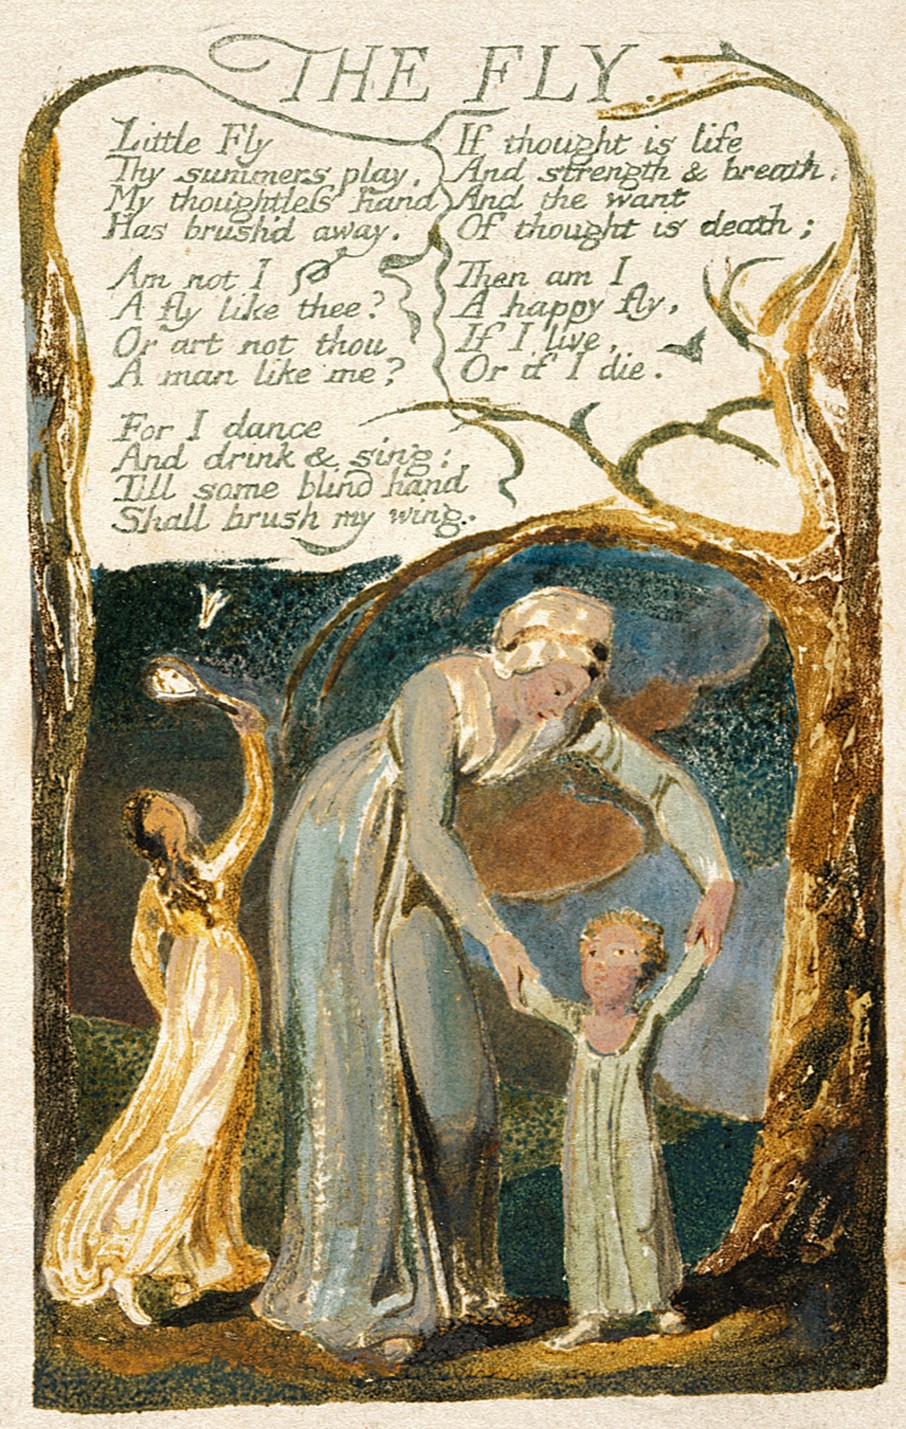 THE FLY.
Little Fly
Thy summers play,
My thoughtless hand
Has brush'd away.
Am not I
A fly like thee?
Or art not thou
A man like me?
For I dance
And drink & sing:
Till some blind hand
Shall brush my wing.
If thought is life
And strength & breath:
And the want
Of thought is death;
Then am I
A happy fly,
If I live,
Or if I die.